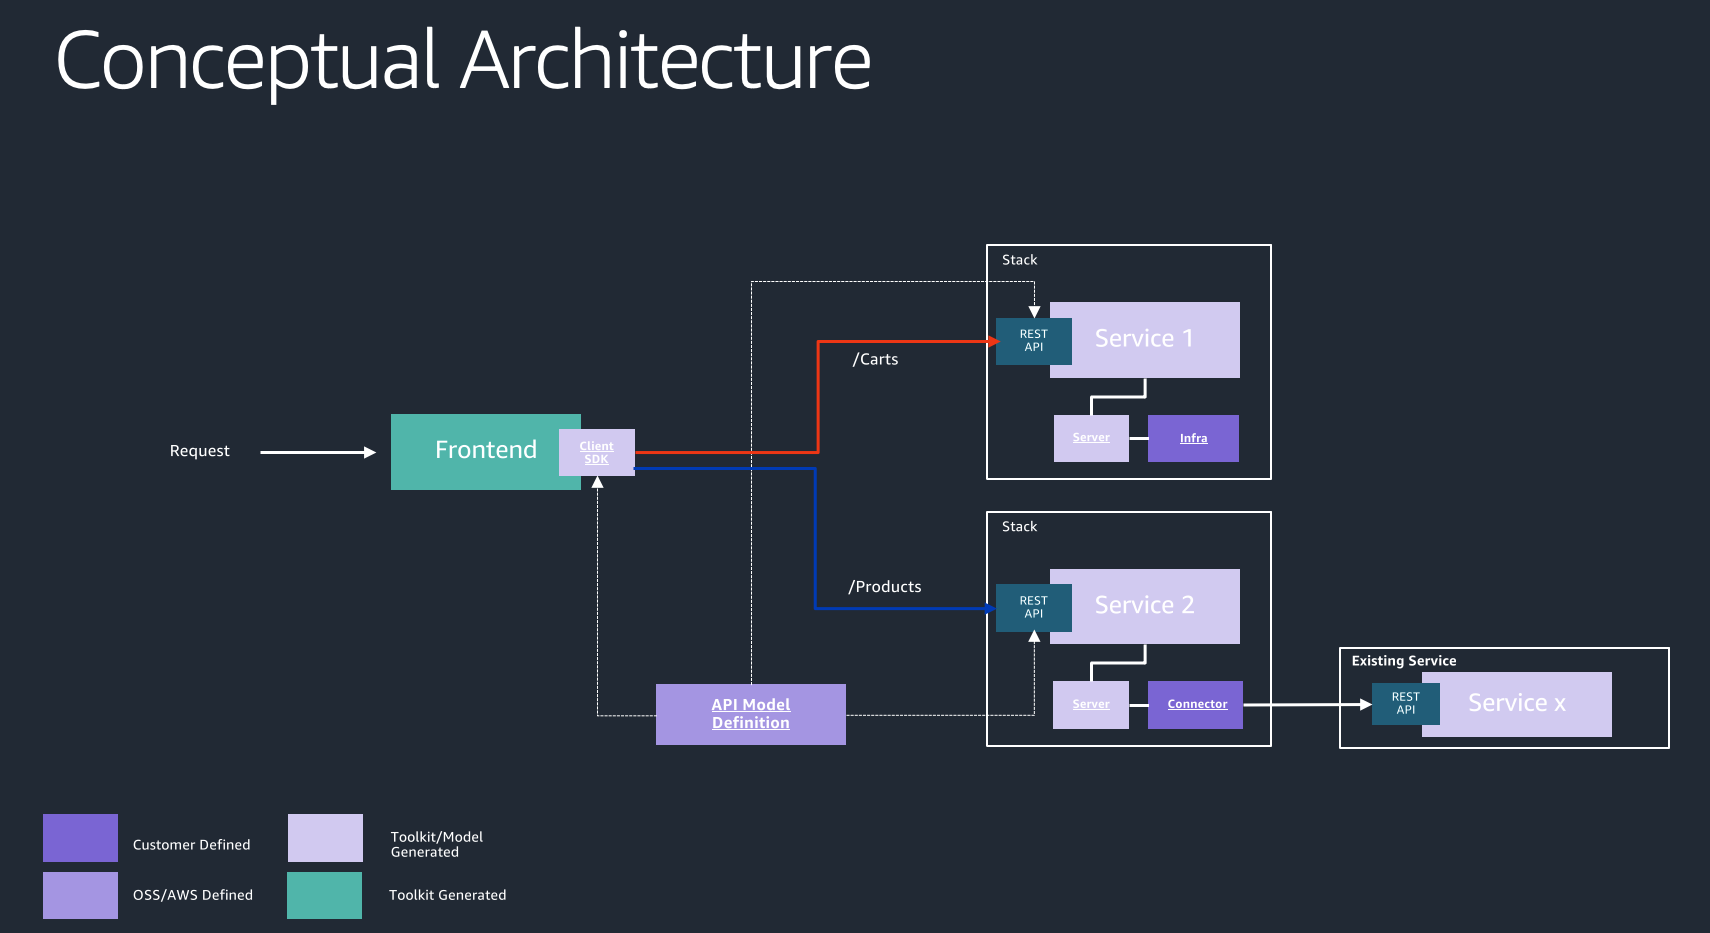 Conceptual Architecture
Stack
REST
API
Service 1
/Carts
Server
Infra
Request
Frontend
Client
SDK
Stack
/Products
REST
API
Service 2
Server
Connector
Existing Service
REST
API
Service x
API Model
Definition
Customer Defined
Toolkit/Model
Generated
OSS/AWS Defined
Toolkit Generated